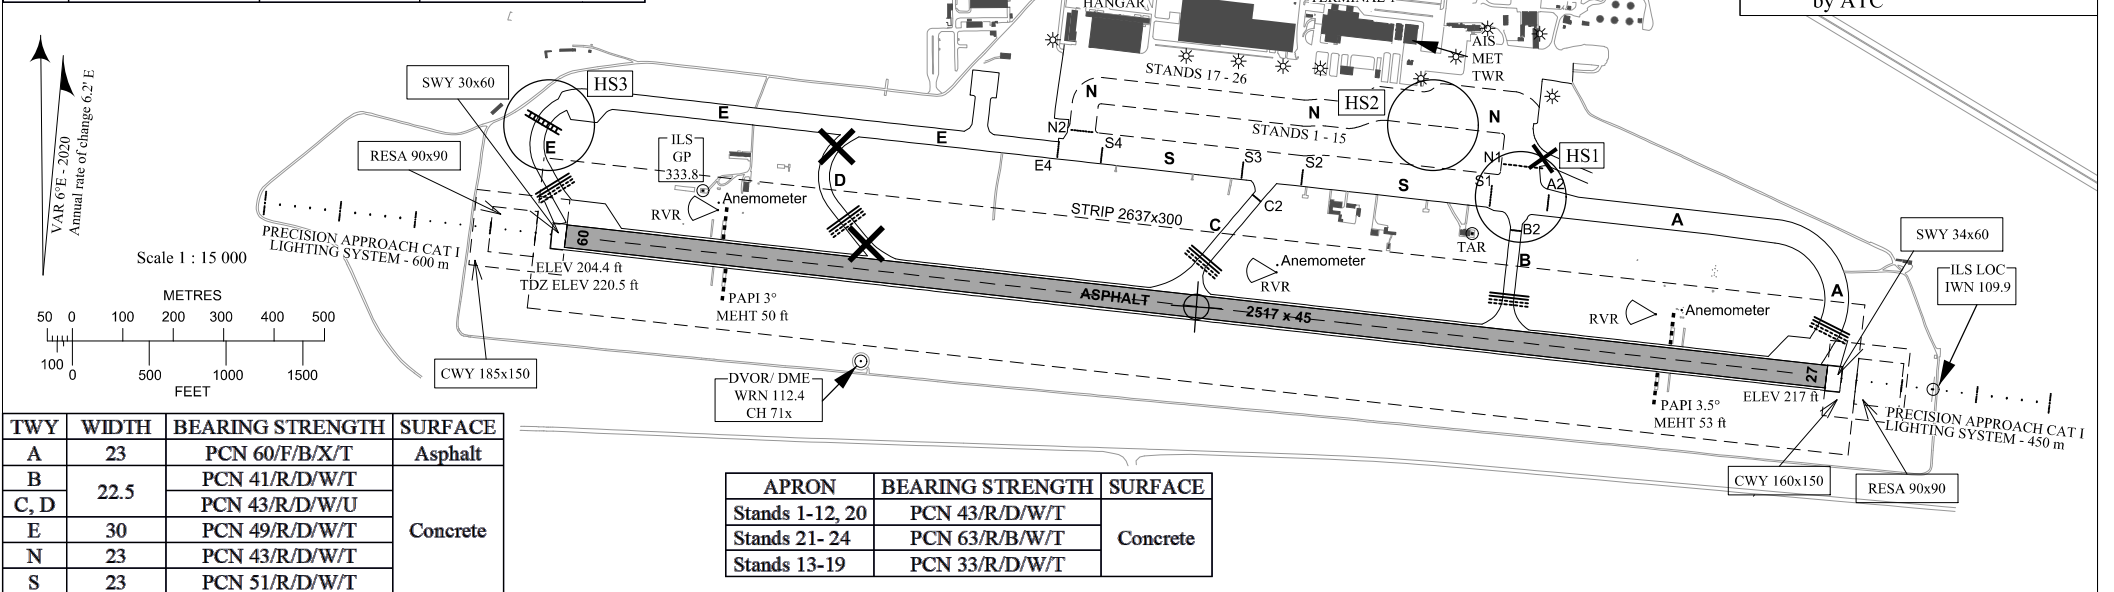 by ATC
HANGAR
TERMINAL 1
AIS
MET
TWR
STANDS 17 - 26
SWY 30x60
HS3
HS2
HS1
N
N
N
N2
N1
STANDS 1 - 15
E
E
E
E4
S4
S
S3
S2
S
S1
A2
VAR 6°E - 2020
Annual rate of change 6.2' E
RESA 90x90
ILS
GP
333.8
D
Anemometer
RVR
STRIP 2637x300
C
C2
B2
B
TAR
A
A
SWY 34x60
ILS LOC
IWN 109.9
PRECISION APPROACH CAT I
LIGHTING SYSTEM - 600 m
Scale 1 : 15 000
METRES
50 0 100 200 300 400 500
100 0 500 1000 1500
FEET
09
ELEV 204.4 ft
TDZ ELEV 220.5 ft
PAPI 3°
MEHT 50 ft
Anemometer
RVR
ASPHALT
2517 x 45
RVR
Anemometer
27
CWY 185x150
DVOR/ DME
WRN 112.4
CH 71x
PAPI 3.5°
MEHT 53 ft
ELEV 217 ft
PRECISION APPROACH CAT I
LIGHTING SYSTEM - 450 m
CWY 160x150
RESA 90x90
TWY WIDTH BEARING STRENGTH SURFACE
A 23 PCN 60/F/B/X/T Asphalt
B 22.5 PCN 41/R/D/W/T Concrete
C, D PCN 43/R/D/W/U
E 30 PCN 49/R/D/W/T
N 23 PCN 43/R/D/W/T
S 23 PCN 51/R/D/W/T
APRON BEARING STRENGTH SURFACE
Stands 1-12, 20 PCN 43/R/D/W/T Concrete
Stands 21- 24 PCN 63/R/B/W/T
Stands 13-19 PCN 33/R/D/W/T